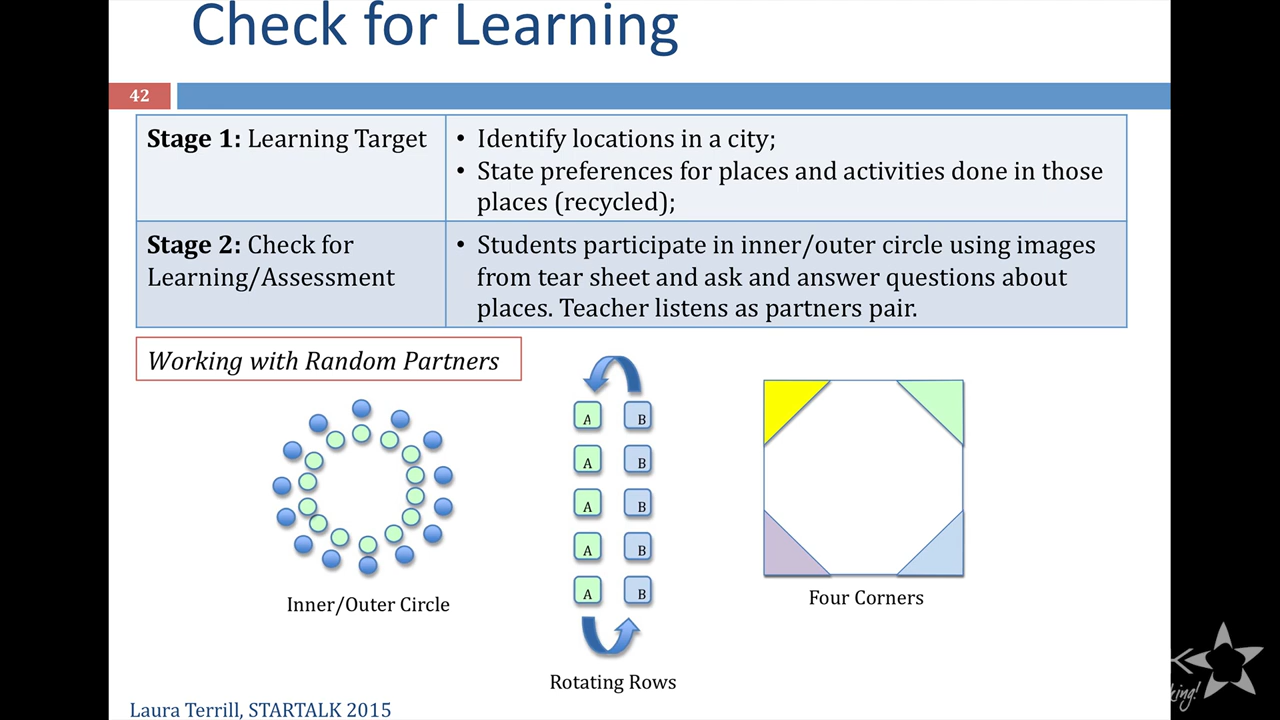 Check for Learning
42
Stage 1: Learning Target
• Identify locations in a city;
• State preferences for places and activities done in those
places (recycled);
Stage 2: Check for
Learning/Assessment
• Students participate in inner/outer circle using images
from tear sheet and ask and answer questions about
places. Teacher listens as partners pair.
Working with Random Partners
Inner/Outer Circle
A B
A B
A B
A B
A B
Rotating Rows
Four Corners
Laura Terrill, STARTALK 2015